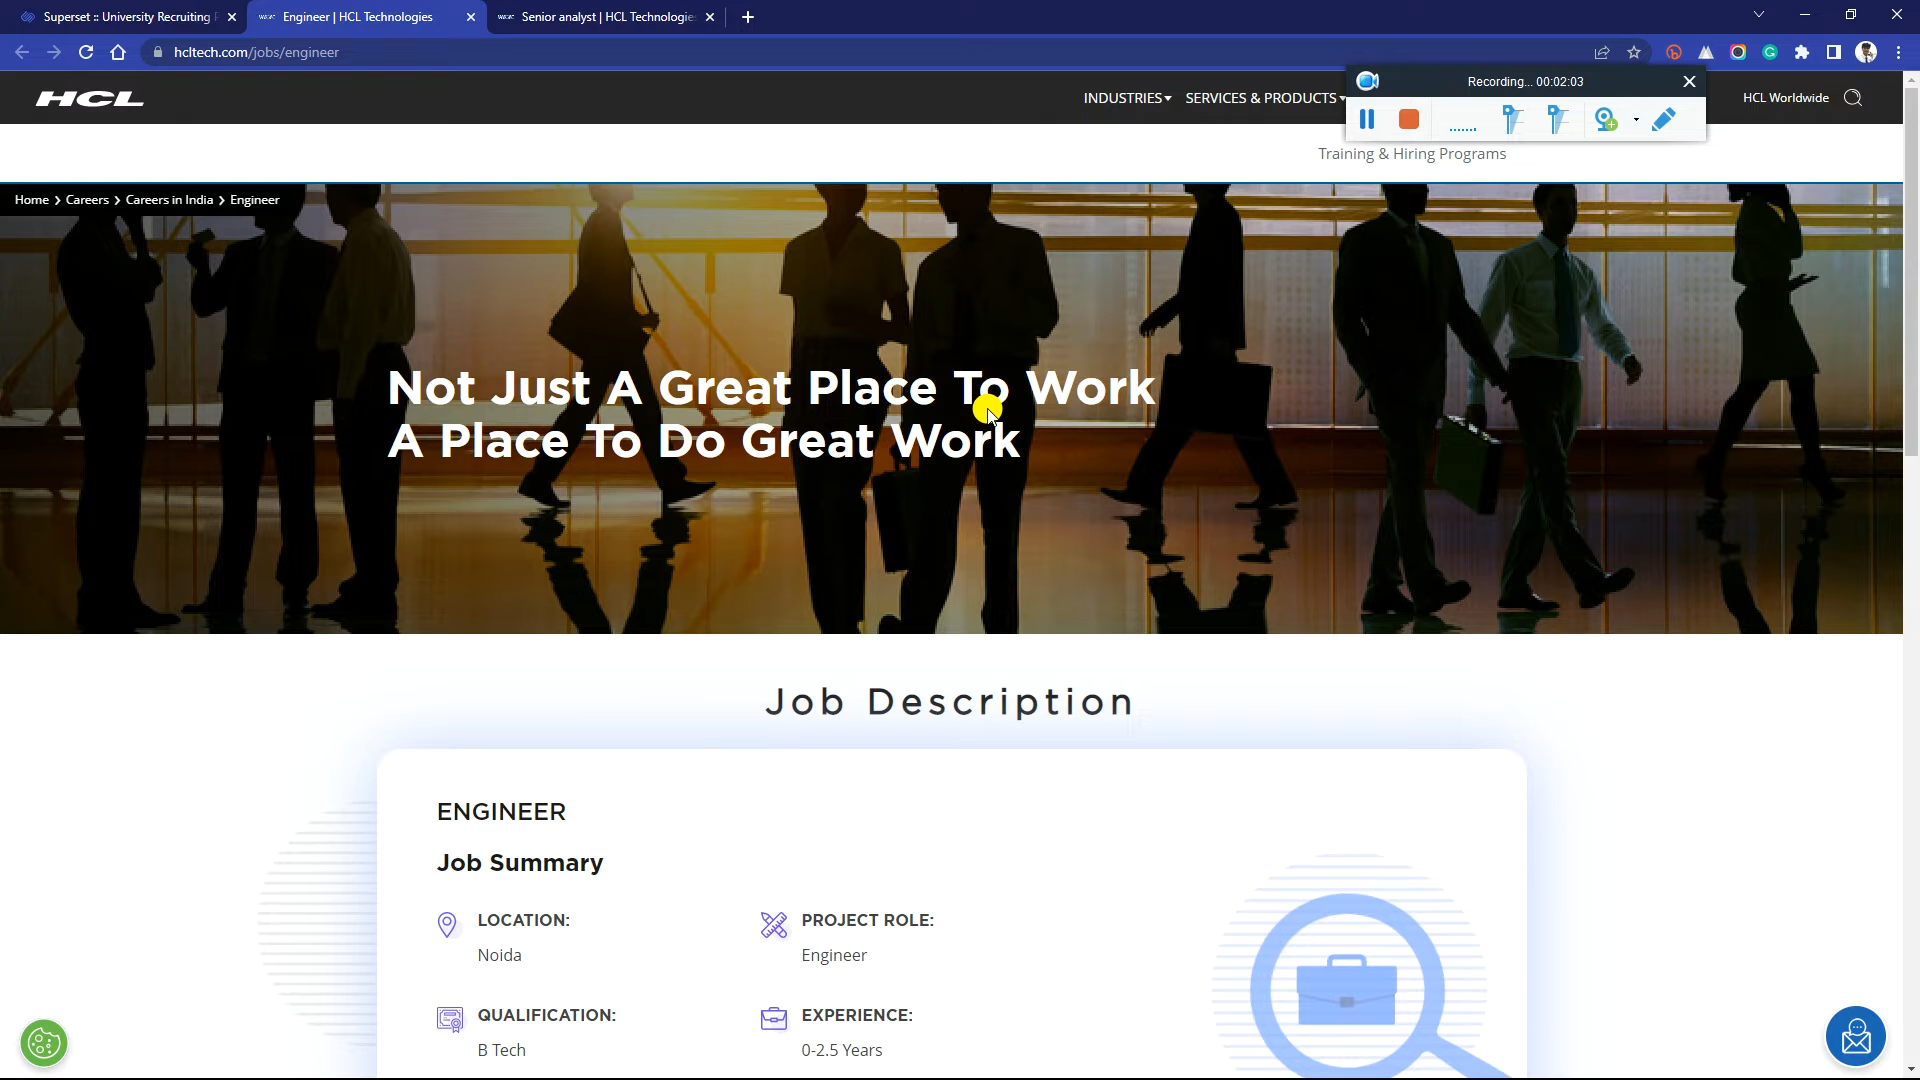 Superset :: University Recruiting
Engineer | HCL Technologies
Senior analyst | HCL Technologie
hcltech.com/jobs/engineer
Recording... 00:02:03
HCL
INDUSTRIES
SERVICES & PRODUCTS
HCL Worldwide
Training & Hiring Programs
Home > Careers > Careers in India > Engineer
Not Just A Great Place To Work
A Place To Do Great Work
Job Description
ENGINEER
Job Summary
LOCATION:
Noida
PROJECT ROLE:
Engineer
QUALIFICATION:
B Tech
EXPERIENCE:
0-2.5 Years